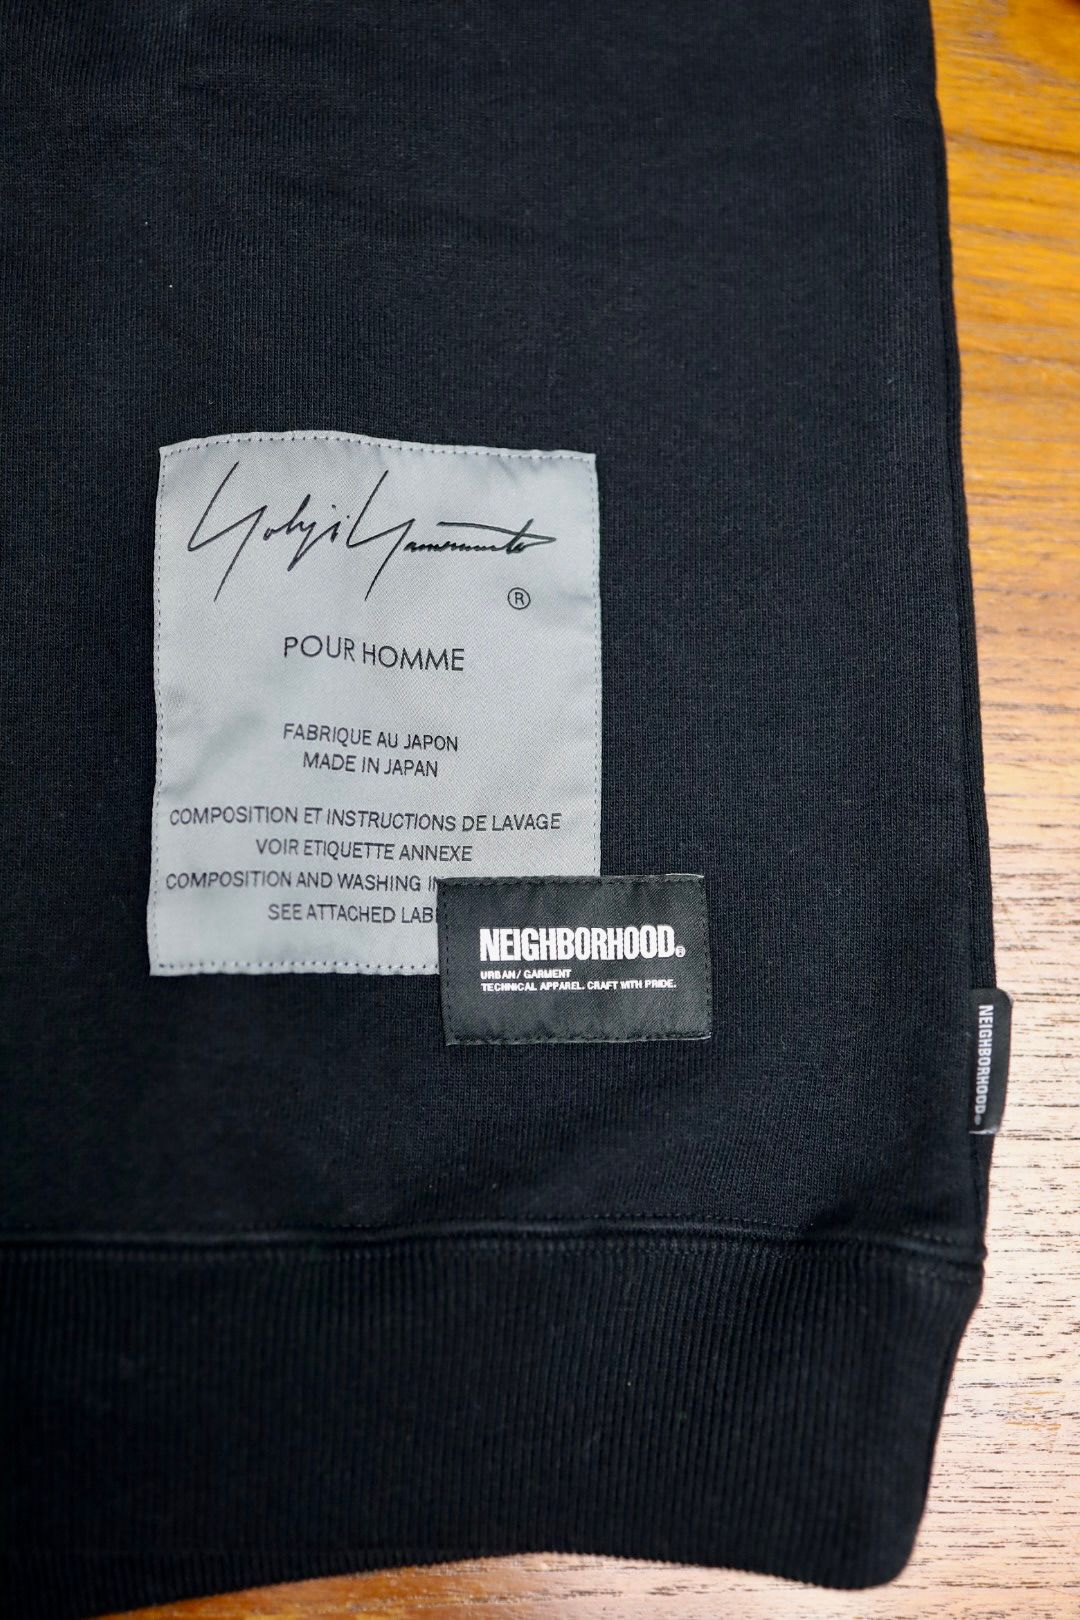 Yohji Yamamoto
®
POUR HOMME
FABRIQUE AU JAPON
MADE IN JAPAN
COMPOSITION ET INSTRUCTIONS DE LAVAGE
VOIR ETIQUETTE ANNEXE
COMPOSITION AND WASHING
SEE ATTACHED
NEIGHBORHOOD®
URBAN / GARMENT
TECHNICAL APPAREL. CRAFT WITH PRIDE.
NEIGHBORHOOD®